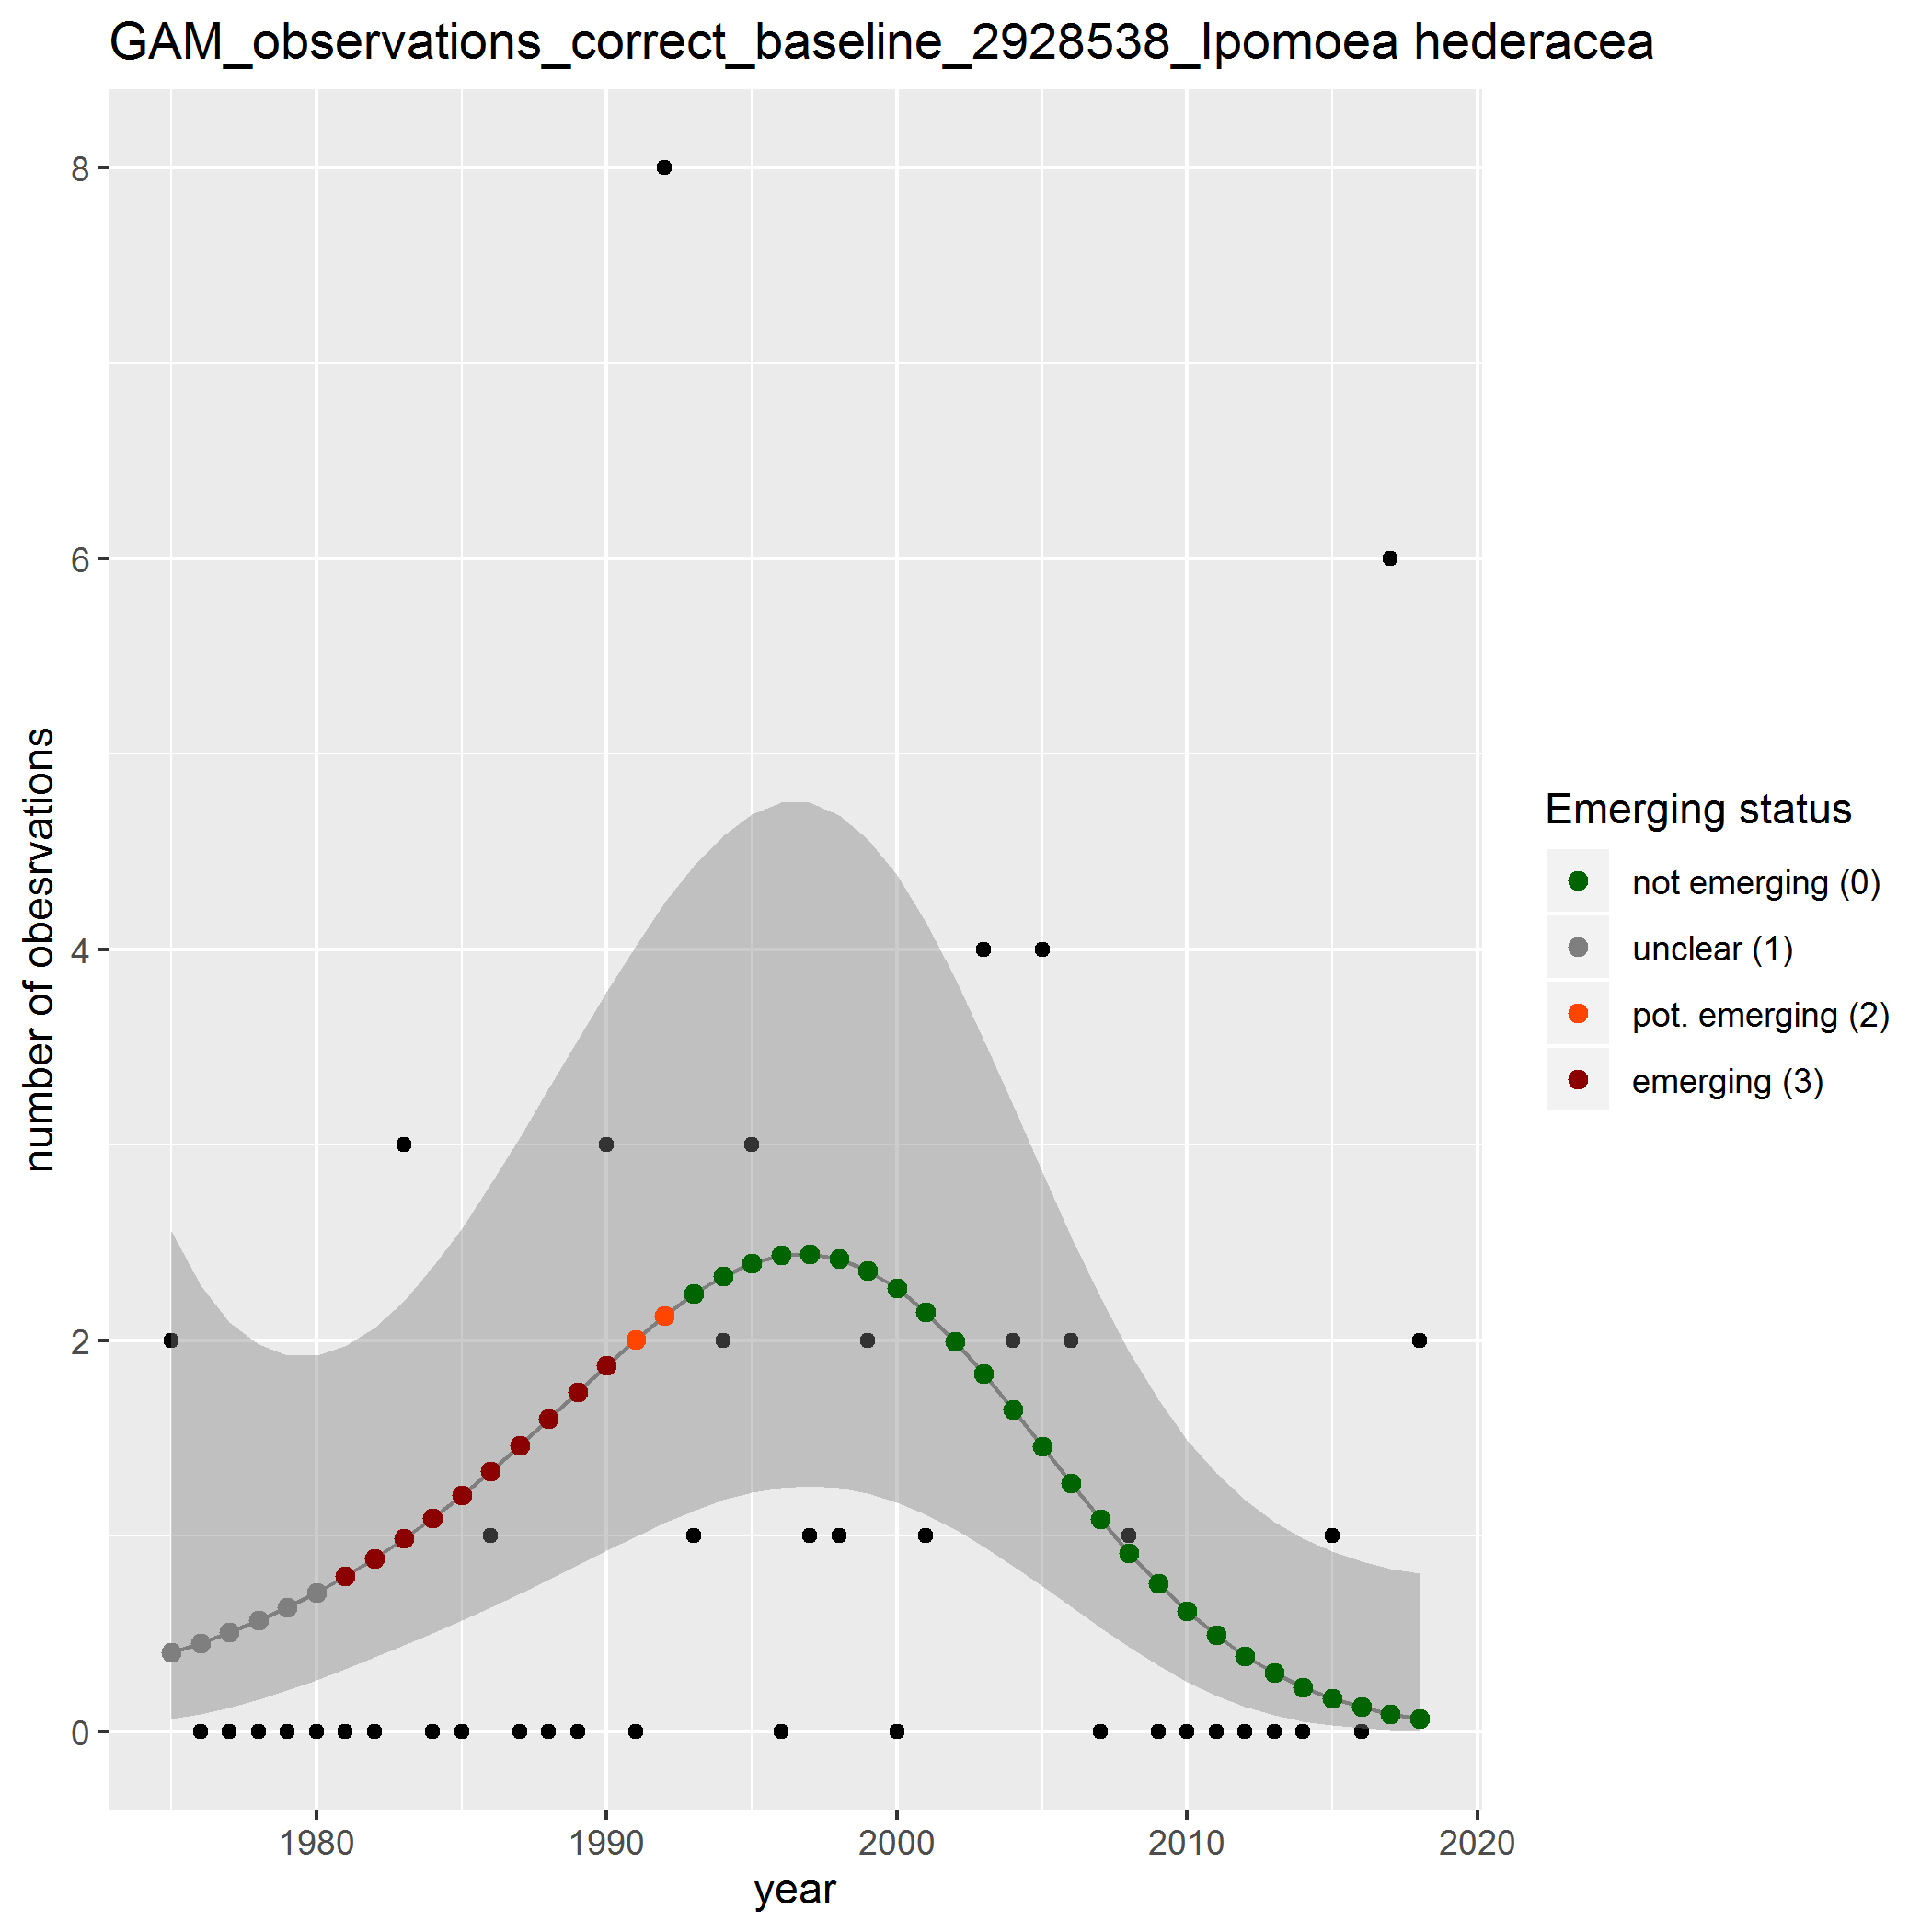 GAM_observations_correct_baseline_2928538_Ipomoea hederacea
8
6
4
2
0
number of obesrvations
1980
1990
2000
2010
2020
year
Emerging status
not emerging (0)
unclear (1)
pot. emerging (2)
emerging (3)